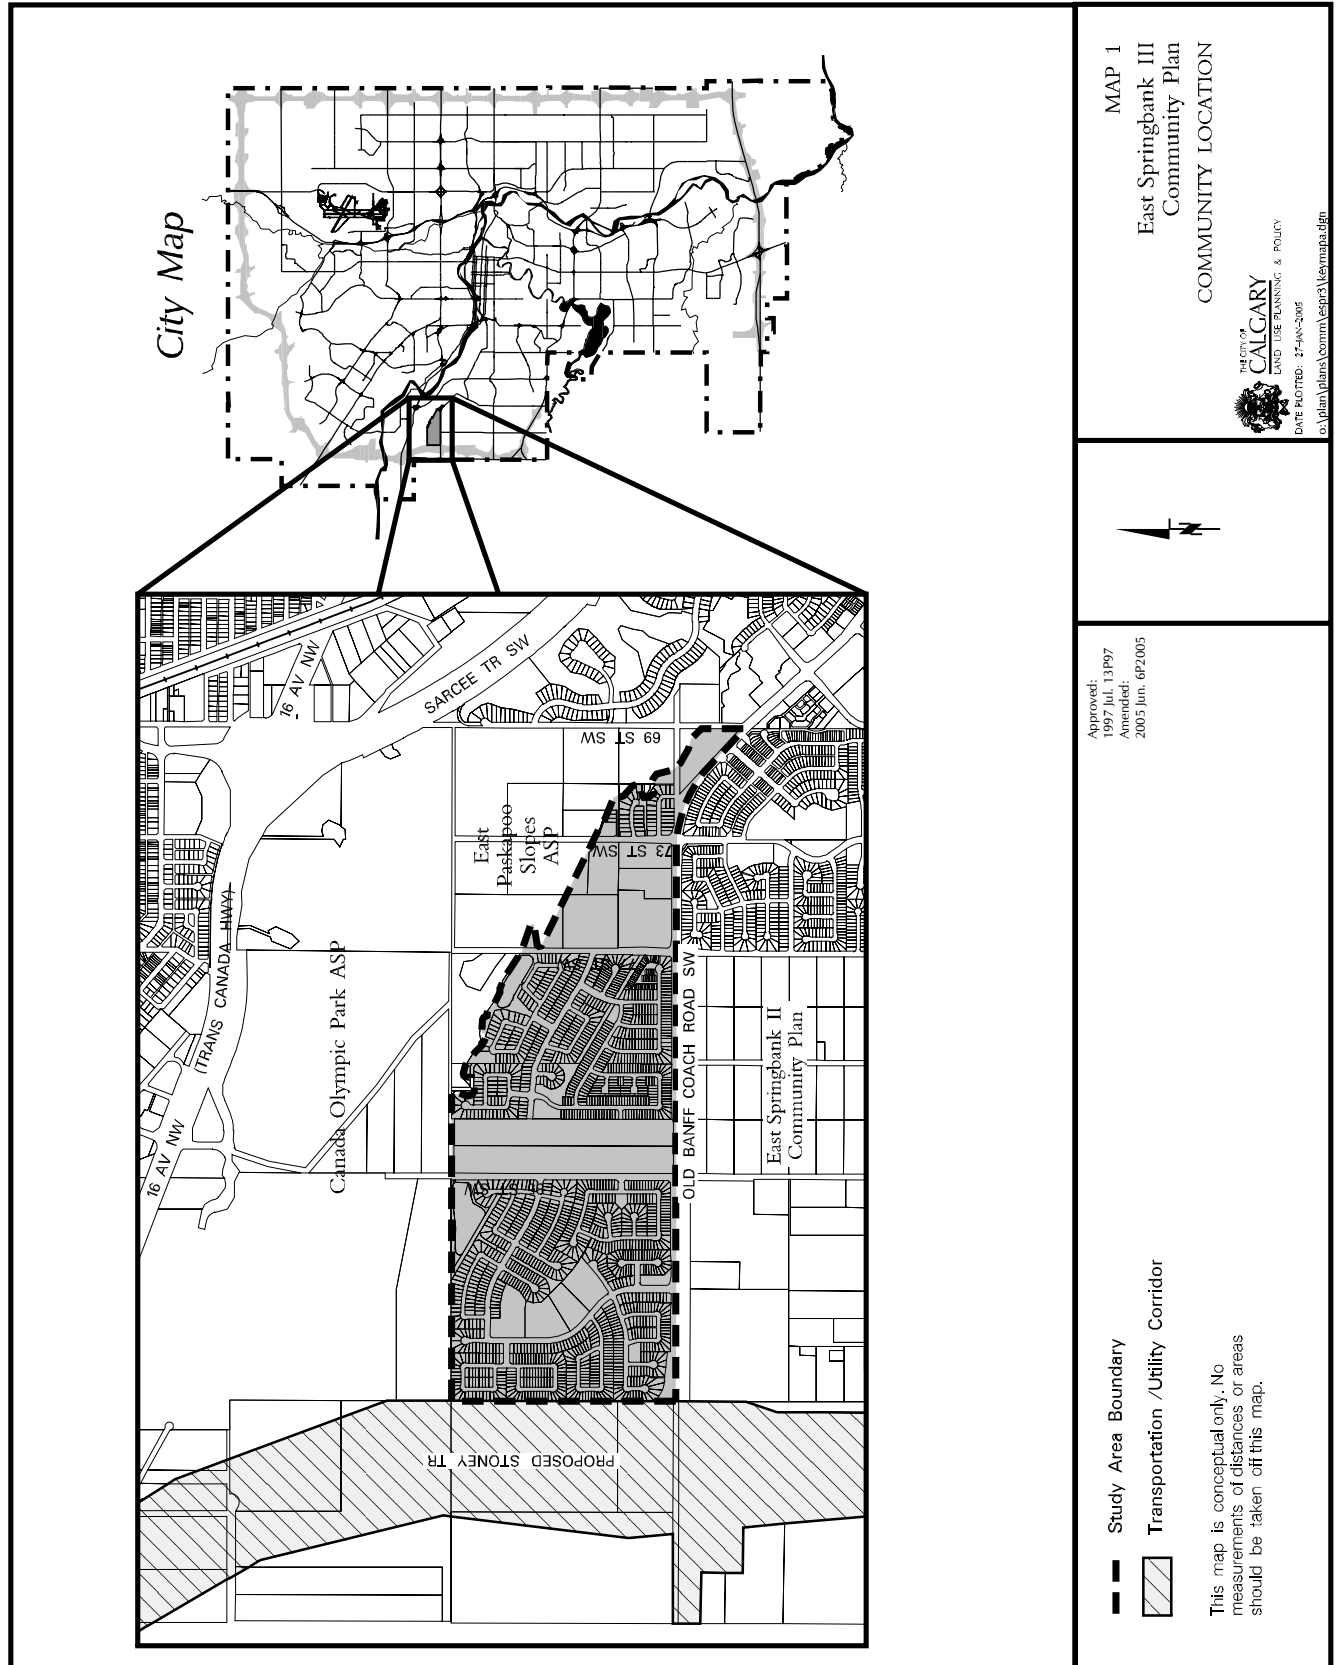 City Map
16 AV NW
SARCEE TR SW
69 ST SW
73 ST SW
East
Paskapoo
Slopes
ASP
(TRANS CANADA HWY)
Canada Olympic Park ASP
16 AV NW
OLD BANFF COACH ROAD SW
East Springbank II
Community Plan
PROPOSED STONEY TR
MAP 1
East Springbank III
Community Plan
COMMUNITY LOCATION
THE CITY OF
CALGARY
LAND USE PLANNING & POLICY
DATE PLOTTED: 27-JAN-2005
o:\plan\plans\comm\espr3\keymapa.dgn
N
Approved:
1997 Jul. 13P97
Amended:
2005 Jun. 6P2005
Study Area Boundary
Transportation /Utility Corridor
This map is conceptual only. No
measurements of distances or areas
should be taken off this map.